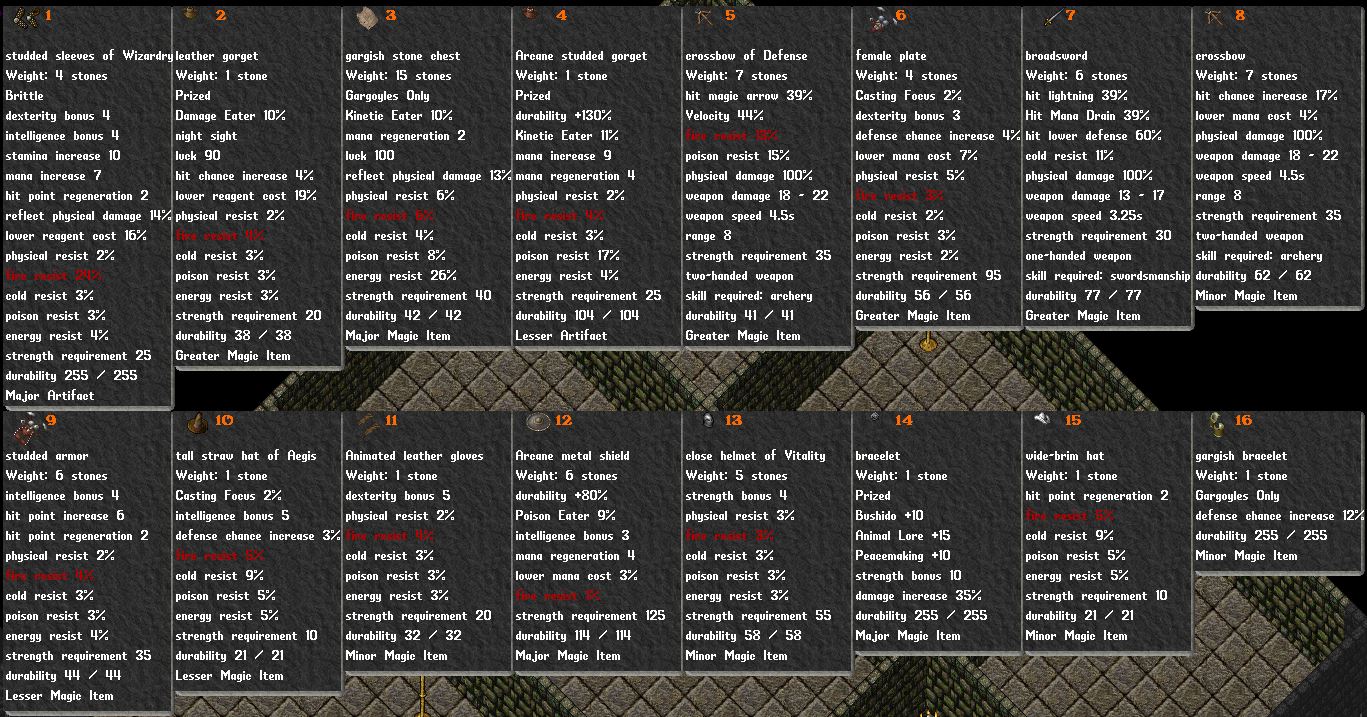 1
studded sleeves of Wizardry
Weight: 4 stones
Brittle
dexterity bonus 4
intelligence bonus 4
stamina increase 10
mana increase 7
hit point regeneration 2
reflect physical damage 14%
lower reagent cost 16%
physical resist 2%
fire resist 24%
cold resist 3%
poison resist 3%
energy resist 4%
strength requirement 25
durability 255 / 255
Major Artifact
2
leather gorget
Weight: 1 stone
Prized
Damage Eater 10%
night sight
luck 90
hit chance increase 4%
lower reagent cost 19%
physical resist 2%
fire resist 4%
cold resist 3%
poison resist 3%
energy resist 3%
strength requirement 20
durability 38 / 38
Greater Magic Item
3
gargish stone chest
Weight: 15 stones
Gargoyles Only
Kinetic Eater 10%
mana regeneration 2
luck 100
reflect physical damage 13%
physical resist 6%
fire resist 6%
cold resist 4%
poison resist 8%
energy resist 26%
strength requirement 40
durability 42 / 42
Major Magic Item
4
Arcane studded gorget
Weight: 1 stone
Prized
durability +130%
Kinetic Eater 11%
mana increase 9
mana regeneration 4
physical resist 2%
fire resist 4%
cold resist 3%
poison resist 17%
energy resist 4%
strength requirement 25
durability 104 / 104
Lesser Artifact
5
crossbow of Defense
Weight: 7 stones
hit magic arrow 39%
Velocity 44%
fire resist
poison resist 15%
physical damage 100%
weapon damage 18 - 22
weapon speed 4.5s
range 8
strength requirement 35
two-handed weapon
skill required: archery
durability 41 / 41
Greater Magic Item
6
female plate
Weight: 4 stones
Casting Focus 2%
dexterity bonus 3
defense chance increase 4%
lower mana cost 7%
physical resist 5%
fire resist 3%
cold resist 2%
poison resist 3%
energy resist 2%
strength requirement 95
durability 56 / 56
Greater Magic Item
7
broadsword
Weight: 6 stones
hit lightning 39%
Hit Mana Drain 39%
hit lower defense 60%
cold resist 11%
physical damage 100%
weapon damage 13 - 17
weapon speed 3.25s
strength requirement 30
one-handed weapon
skill required: swordsmanship
durability 77 / 77
Greater Magic Item
8
crossbow
Weight: 7 stones
hit chance increase 17%
lower mana cost 4%
physical damage 100%
weapon damage 18 - 22
weapon speed 4.5s
range 8
strength requirement 35
two-handed weapon
skill required: archery
durability 62 / 62
Minor Magic Item
9
studded armor
Weight: 6 stones
intelligence bonus 4
hit point increase 6
hit point regeneration 2
physical resist 2%
fire resist 4%
cold resist 3%
poison resist 3%
energy resist 4%
strength requirement 35
durability 44 / 44
Lesser Magic Item
10
tall straw hat of Aegis
Weight: 1 stone
Casting Focus 2%
intelligence bonus 5
defense chance increase 3%
fire resist 5%
cold resist 9%
poison resist 5%
energy resist 5%
strength requirement 10
durability 21 / 21
Lesser Magic Item
11
Animated leather gloves
Weight: 1 stone
dexterity bonus 5
physical resist 2%
fire resist 4%
cold resist 3%
poison resist 3%
energy resist 3%
strength requirement 20
durability 32 / 32
Minor Magic Item
12
Arcane metal shield
Weight: 6 stones
durability +80%
Poison Eater 9%
intelligence bonus 3
mana regeneration 4
lower mana cost 3%
fire resist 1%
strength requirement 125
durability 114 / 114
Major Magic Item
13
close helmet of Vitality
Weight: 5 stones
strength bonus 4
physical resist 3%
fire resist 3%
cold resist 3%
poison resist 3%
energy resist 3%
strength requirement 55
durability 58 / 58
Minor Magic Item
14
bracelet
Weight: 1 stone
Prized
Bushido +10
Animal Lore +15
Peacemaking +10
strength bonus 10
damage increase 35%
durability 255 / 255
Major Magic Item
15
wide-brim hat
Weight: 1 stone
hit point regeneration 2
fire resist 5%
cold resist 9%
poison resist 5%
energy resist 5%
strength requirement 10
durability 21 / 21
Minor Magic Item
16
gargish bracelet
Weight: 1 stone
Gargoyles Only
defense chance increase 12%
durability 255 / 255
Minor Magic Item